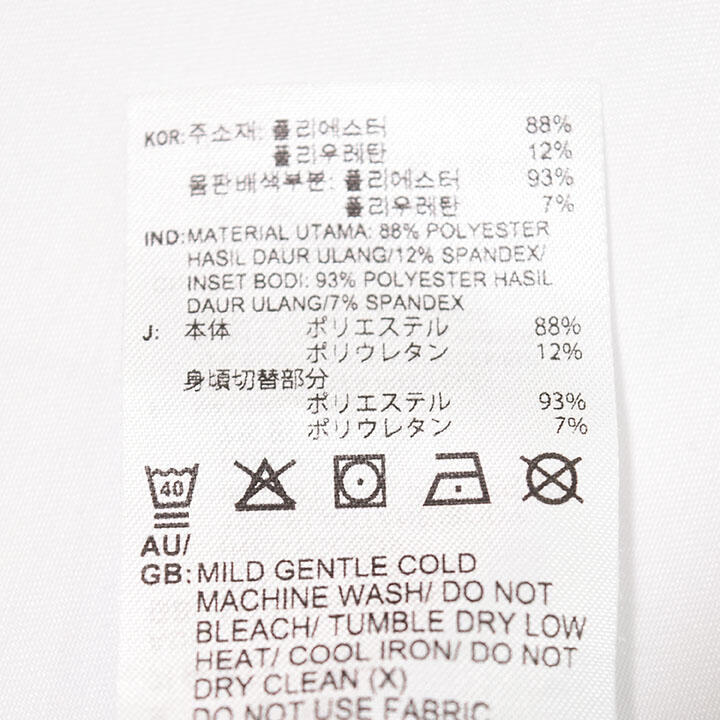 KOR: 주소재: 폴리에스터 88%
폴리우레탄 12%
몸판배색부분: 폴리에스터 93%
폴리우레탄 7%
IND: MATERIAL UTAMA: 88% POLYESTER
HASIL DAUR ULANG/12% SPANDEX/
INSET BODI: 93% POLYESTER HASIL
DAUR ULANG/7% SPANDEX
J: 本体 ポリエステル 88%
ポリウレタン 12%
身頃切替部分
ポリエステル 93%
ポリウレタン 7%
40
AU/
GB: MILD GENTLE COLD
MACHINE WASH/ DO NOT
BLEACH/ TUMBLE DRY LOW
HEAT/ COOL IRON/ DO NOT
DRY CLEAN (X)
DO NOT USE FABRIC